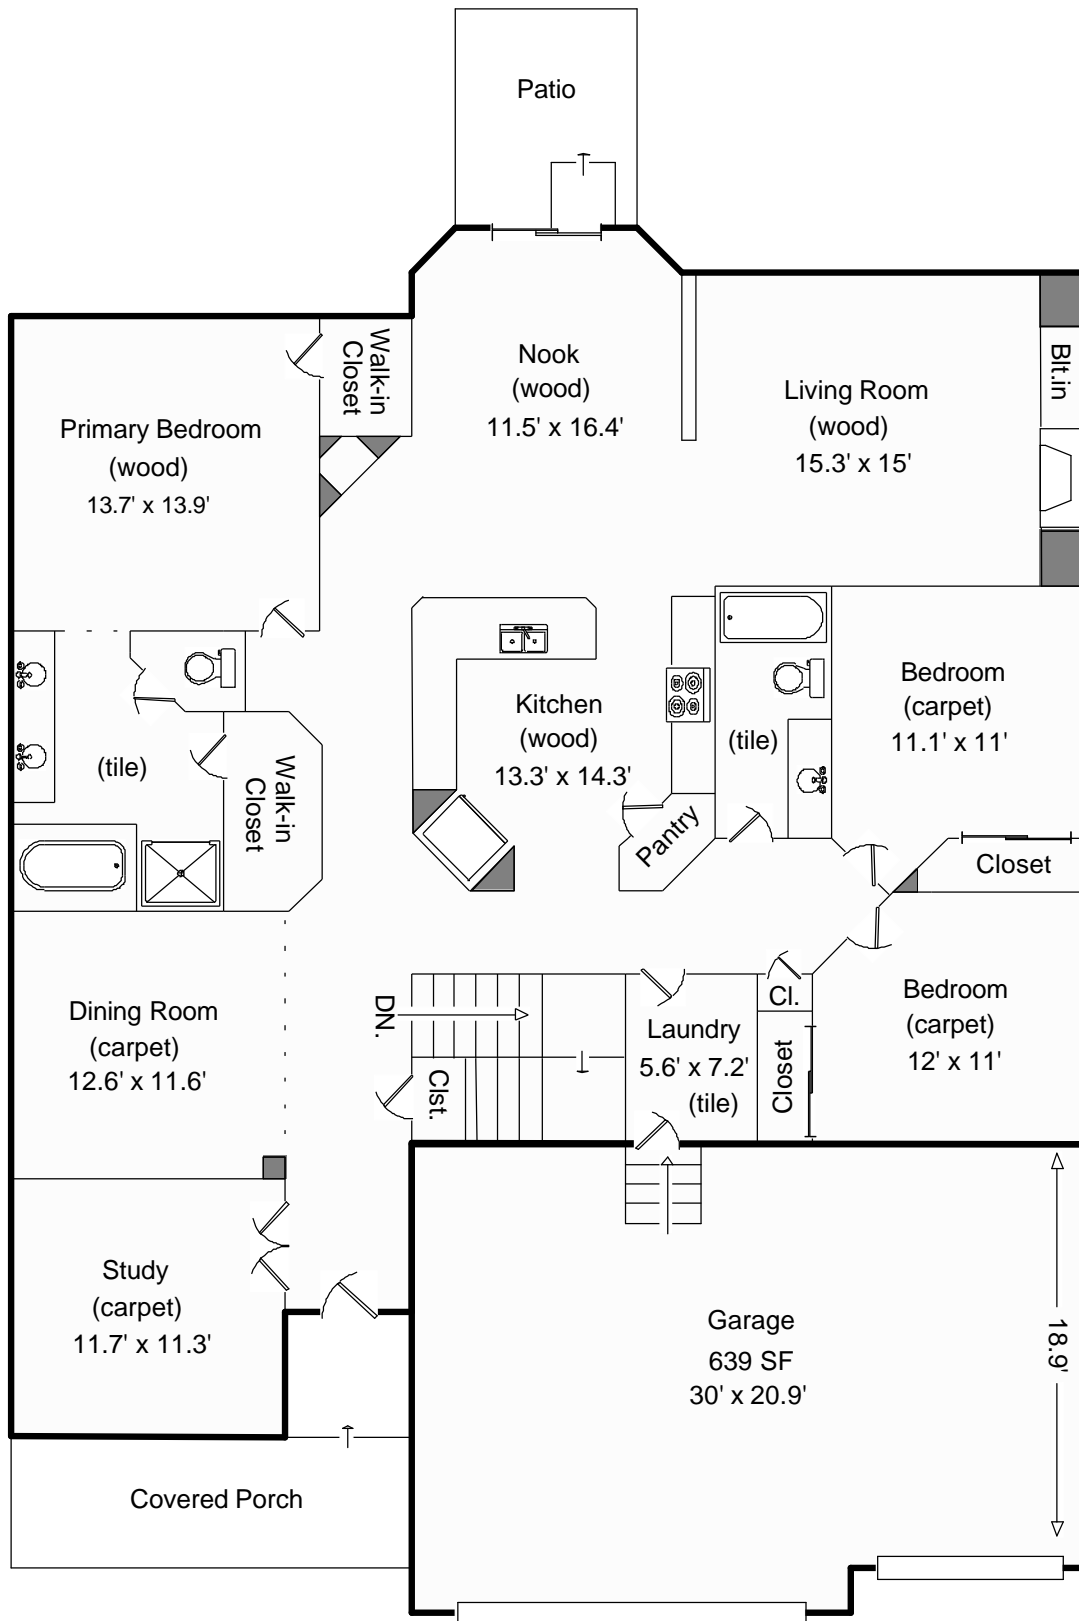 Patio
Walk-in
Closet
Nook
(wood)
11.5' x 16.4'
Living Room
(wood)
15.3' x 15'
Blt.in
Primary Bedroom
(wood)
13.7' x 13.9'
Kitchen
(wood)
13.3' x 14.3'
(tile)
Bedroom
(carpet)
11.1' x 11'
(tile)
Walk-in
Closet
Pantry
Closet
Dining Room
(carpet)
12.6' x 11.6'
DN.
Clst.
Laundry
5.6' x 7.2'
(tile)
Cl.
Closet
Bedroom
(carpet)
12' x 11'
Study
(carpet)
11.7' x 11.3'
Garage
639 SF
30' x 20.9'
18.9'
Covered Porch